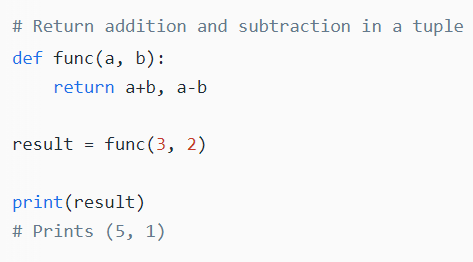 # Return addition and subtraction in a tuple
def func(a, b):
    return a+b, a-b
result = func(3, 2)
print(result)
# Prints (5, 1)